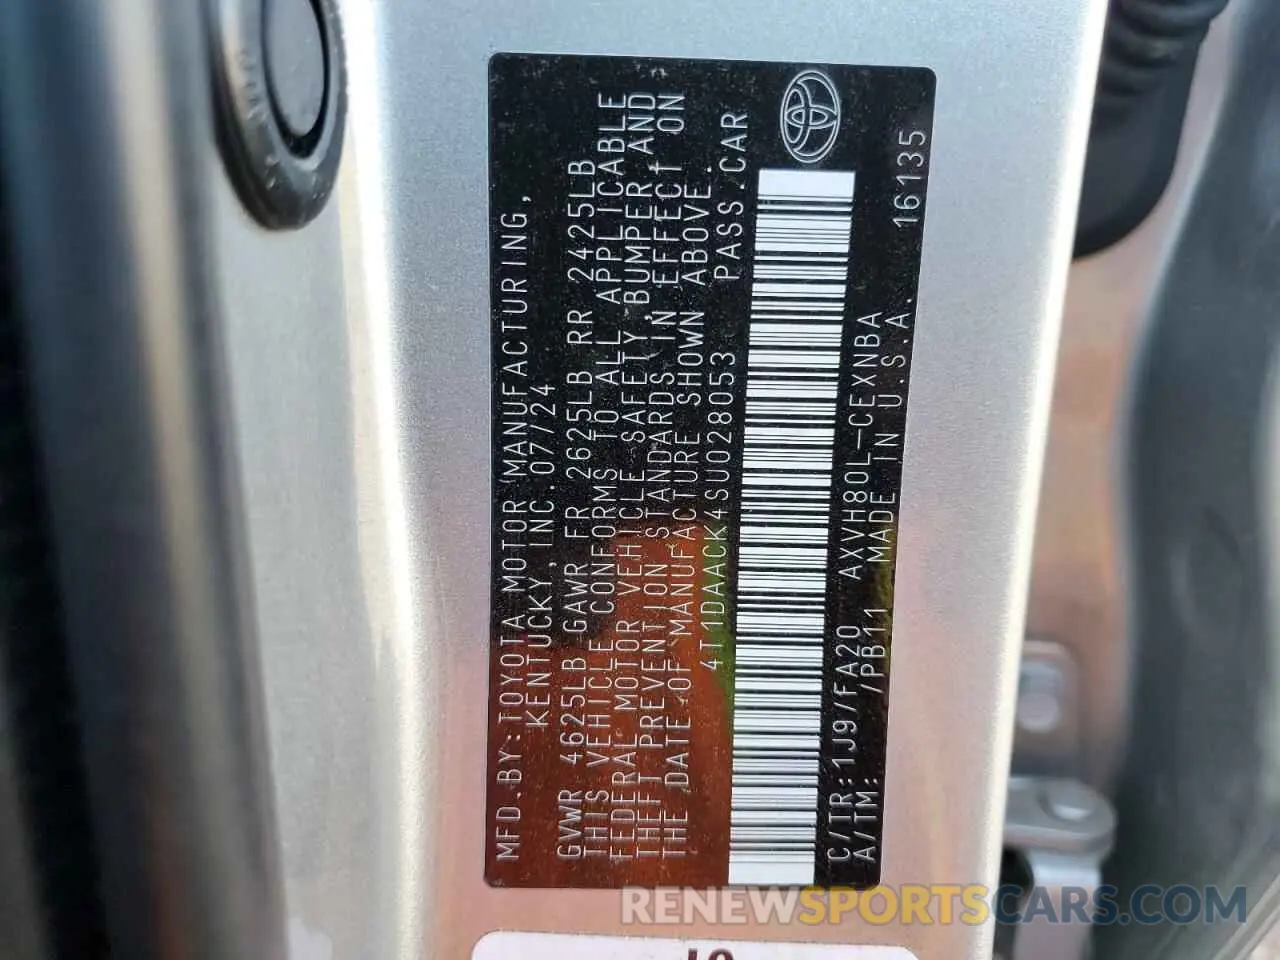 MFD.BY:TOYOTA MOTOR MANUFACTURING,
KENTUCKY,INC.07/24
GVWR 4625LB GAWR FR 2625LB RR 2425LB
THIS VEHICLE CONFORMS TO ALL APPLICABLE
FEDERAL MOTOR VEHICLE SAFETY,BUMPER AND
THEFT PREVENTION STANDARDS IN EFFECT ON
THE DATE OF MANUFACTURE SHOWN ABOVE.
4T1DAACK4SU028053 PASS.CAR
C/TR:1J9/FA20 AXVH80L-CEXNBA
A/TM: /PB11 MADE IN U.S.A. 16135
RENEWSPORTSCARS.COM